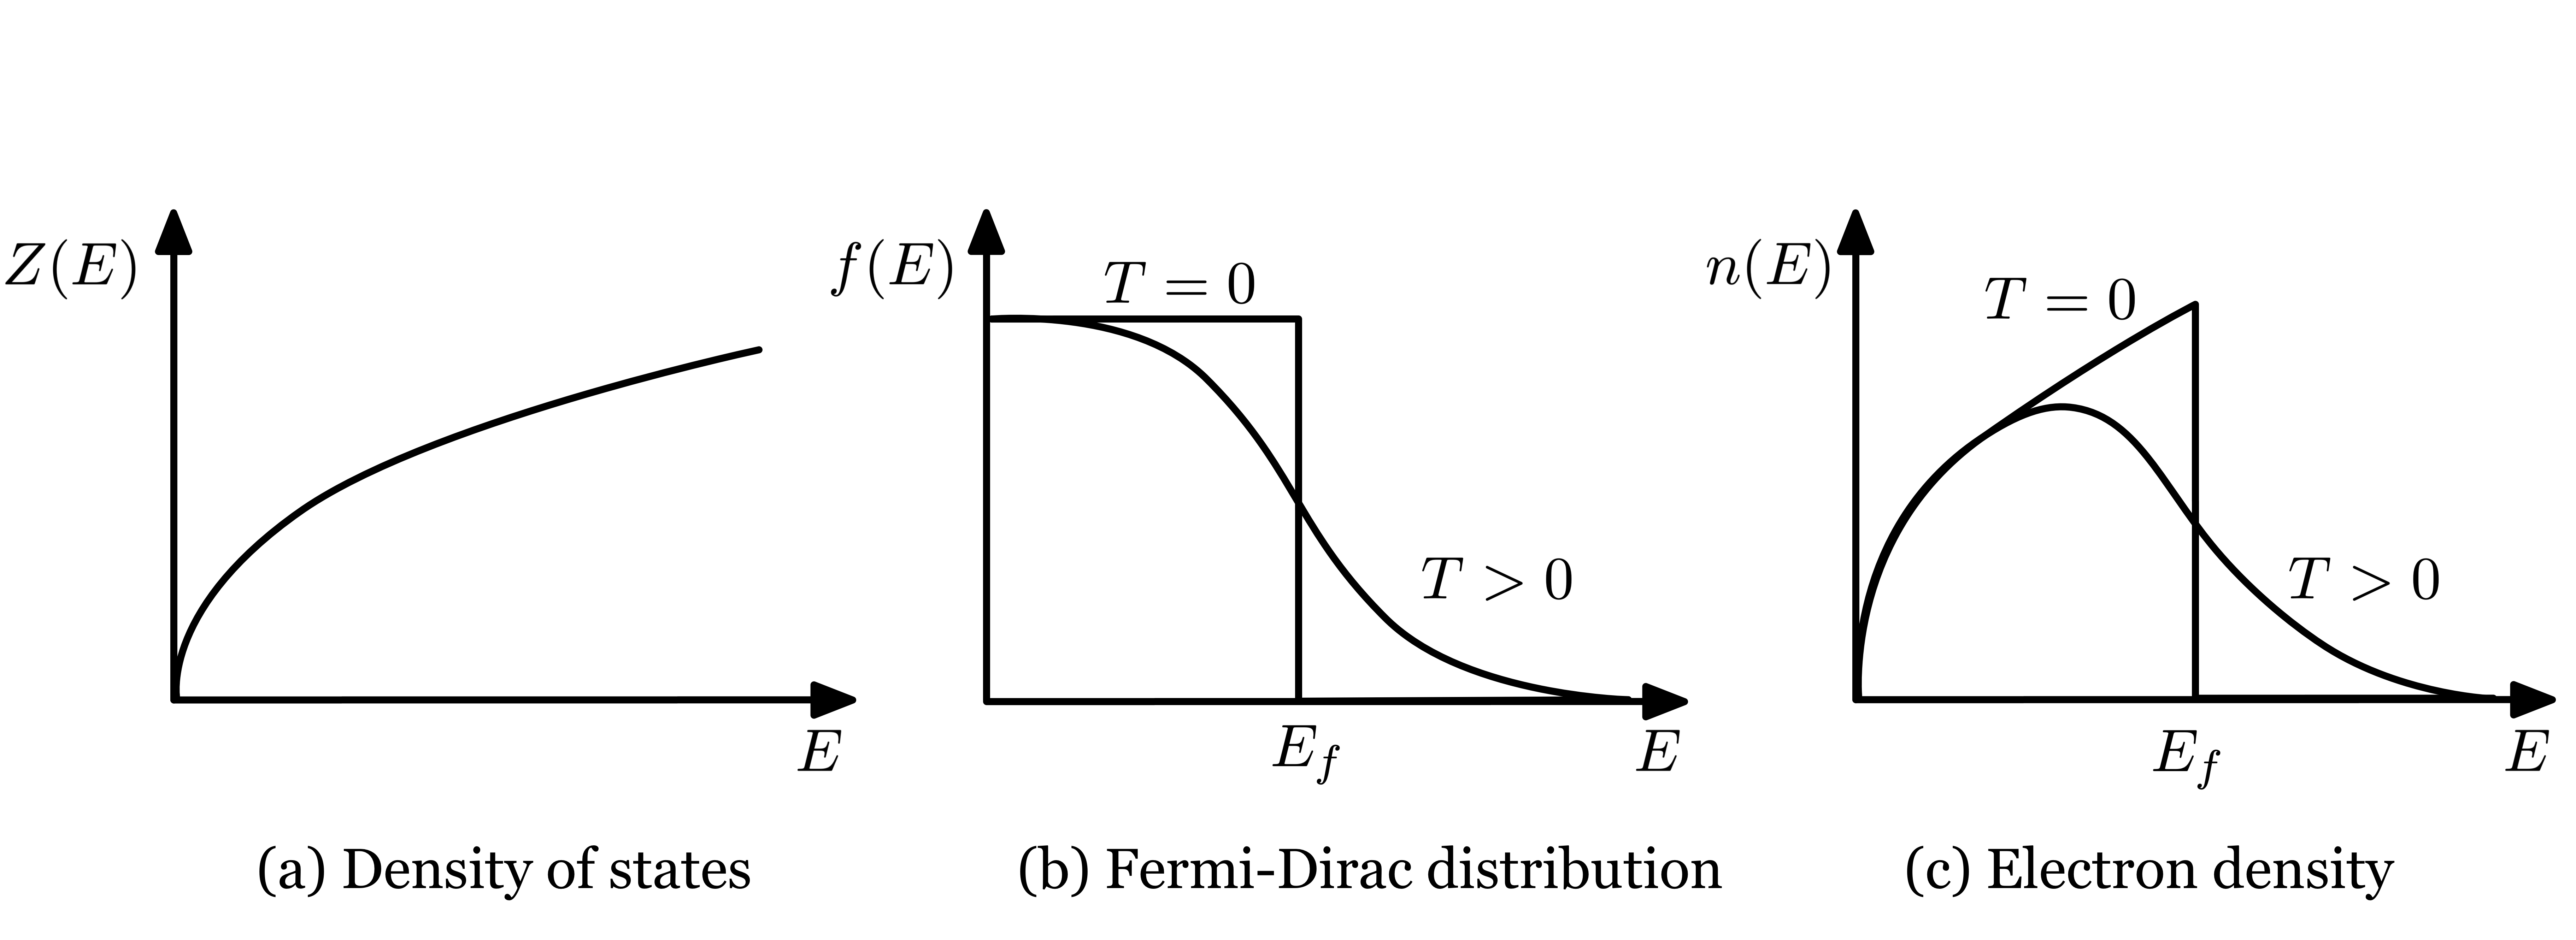 Z(E)
E
(a) Density of states
f(E)
T = 0
T > 0
E_f
E
(b) Fermi-Dirac distribution
n(E)
T = 0
T > 0
E_f
E
(c) Electron density